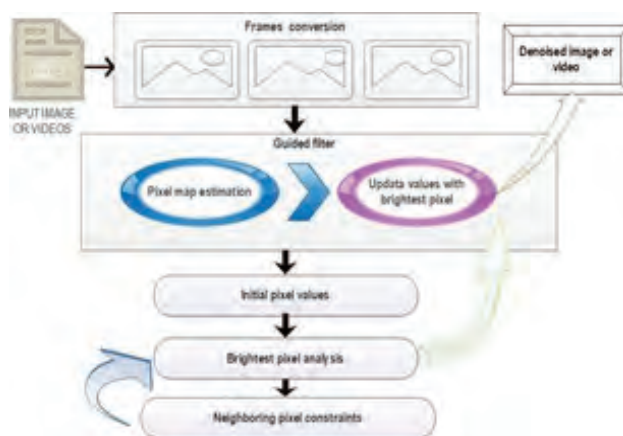 Frames conversion
Denoised image or
video
INPUT IMAGE
OR VIDEOS
Guided filter
Pixel map estimation
Updata values with
brightest pixel
Initial pixel values
Brightest pixel analysis
Neighboring pixel constraints